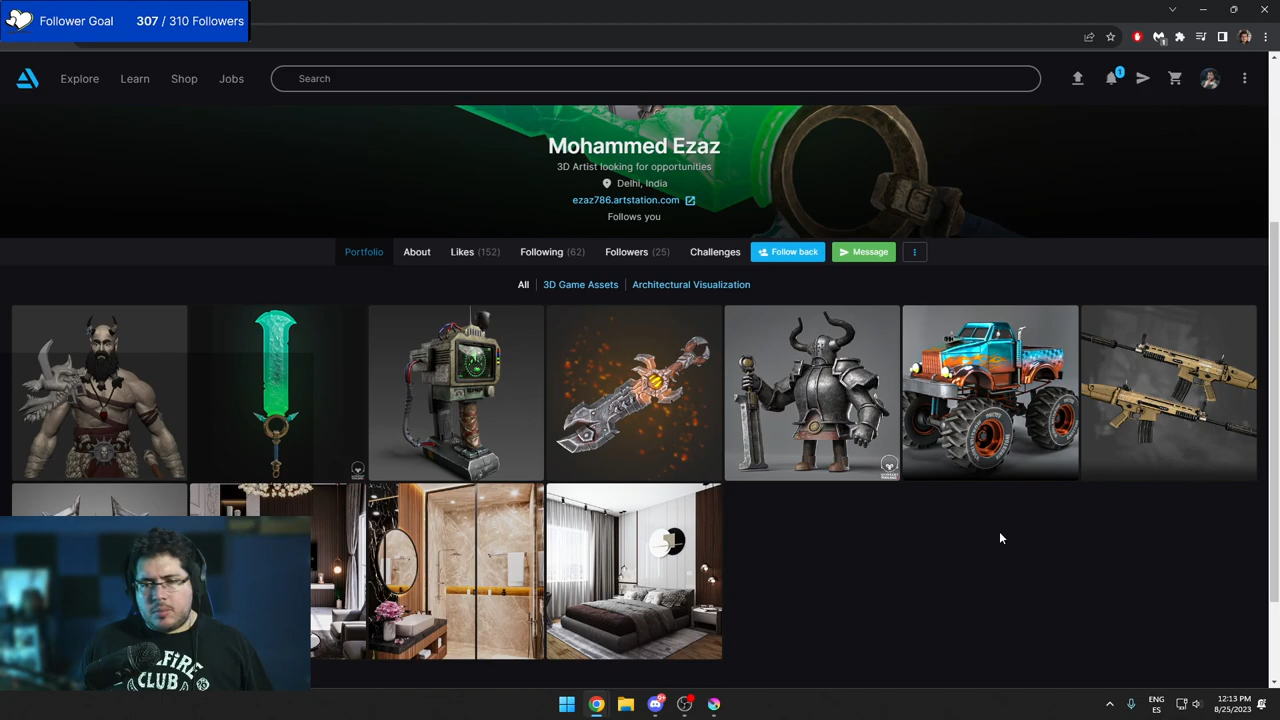 Follower Goal 307 / 310 Followers
Explore Learn Shop Jobs Search 1
1
Mohammed Ezaz
3D Artist looking for opportunities
Delhi, India
ezaz786.artstation.com
Follows you
Portfolio About Likes (152) Following (62) Followers (25) Challenges Follow back Message
All 3D Game Assets Architectural Visualization
FIRE
CLUB
ENG
ES
12:13 PM
8/25/2023